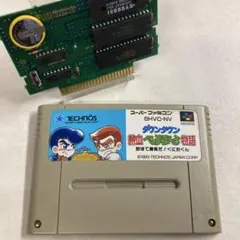 スーパーファミコン
SHVC-NV
TECHNOS
ダウンタウン
熱血べーすぼーる物語
野球で勝負だ!くにおくん
©1993 TECHNOS JAPAN CORP.